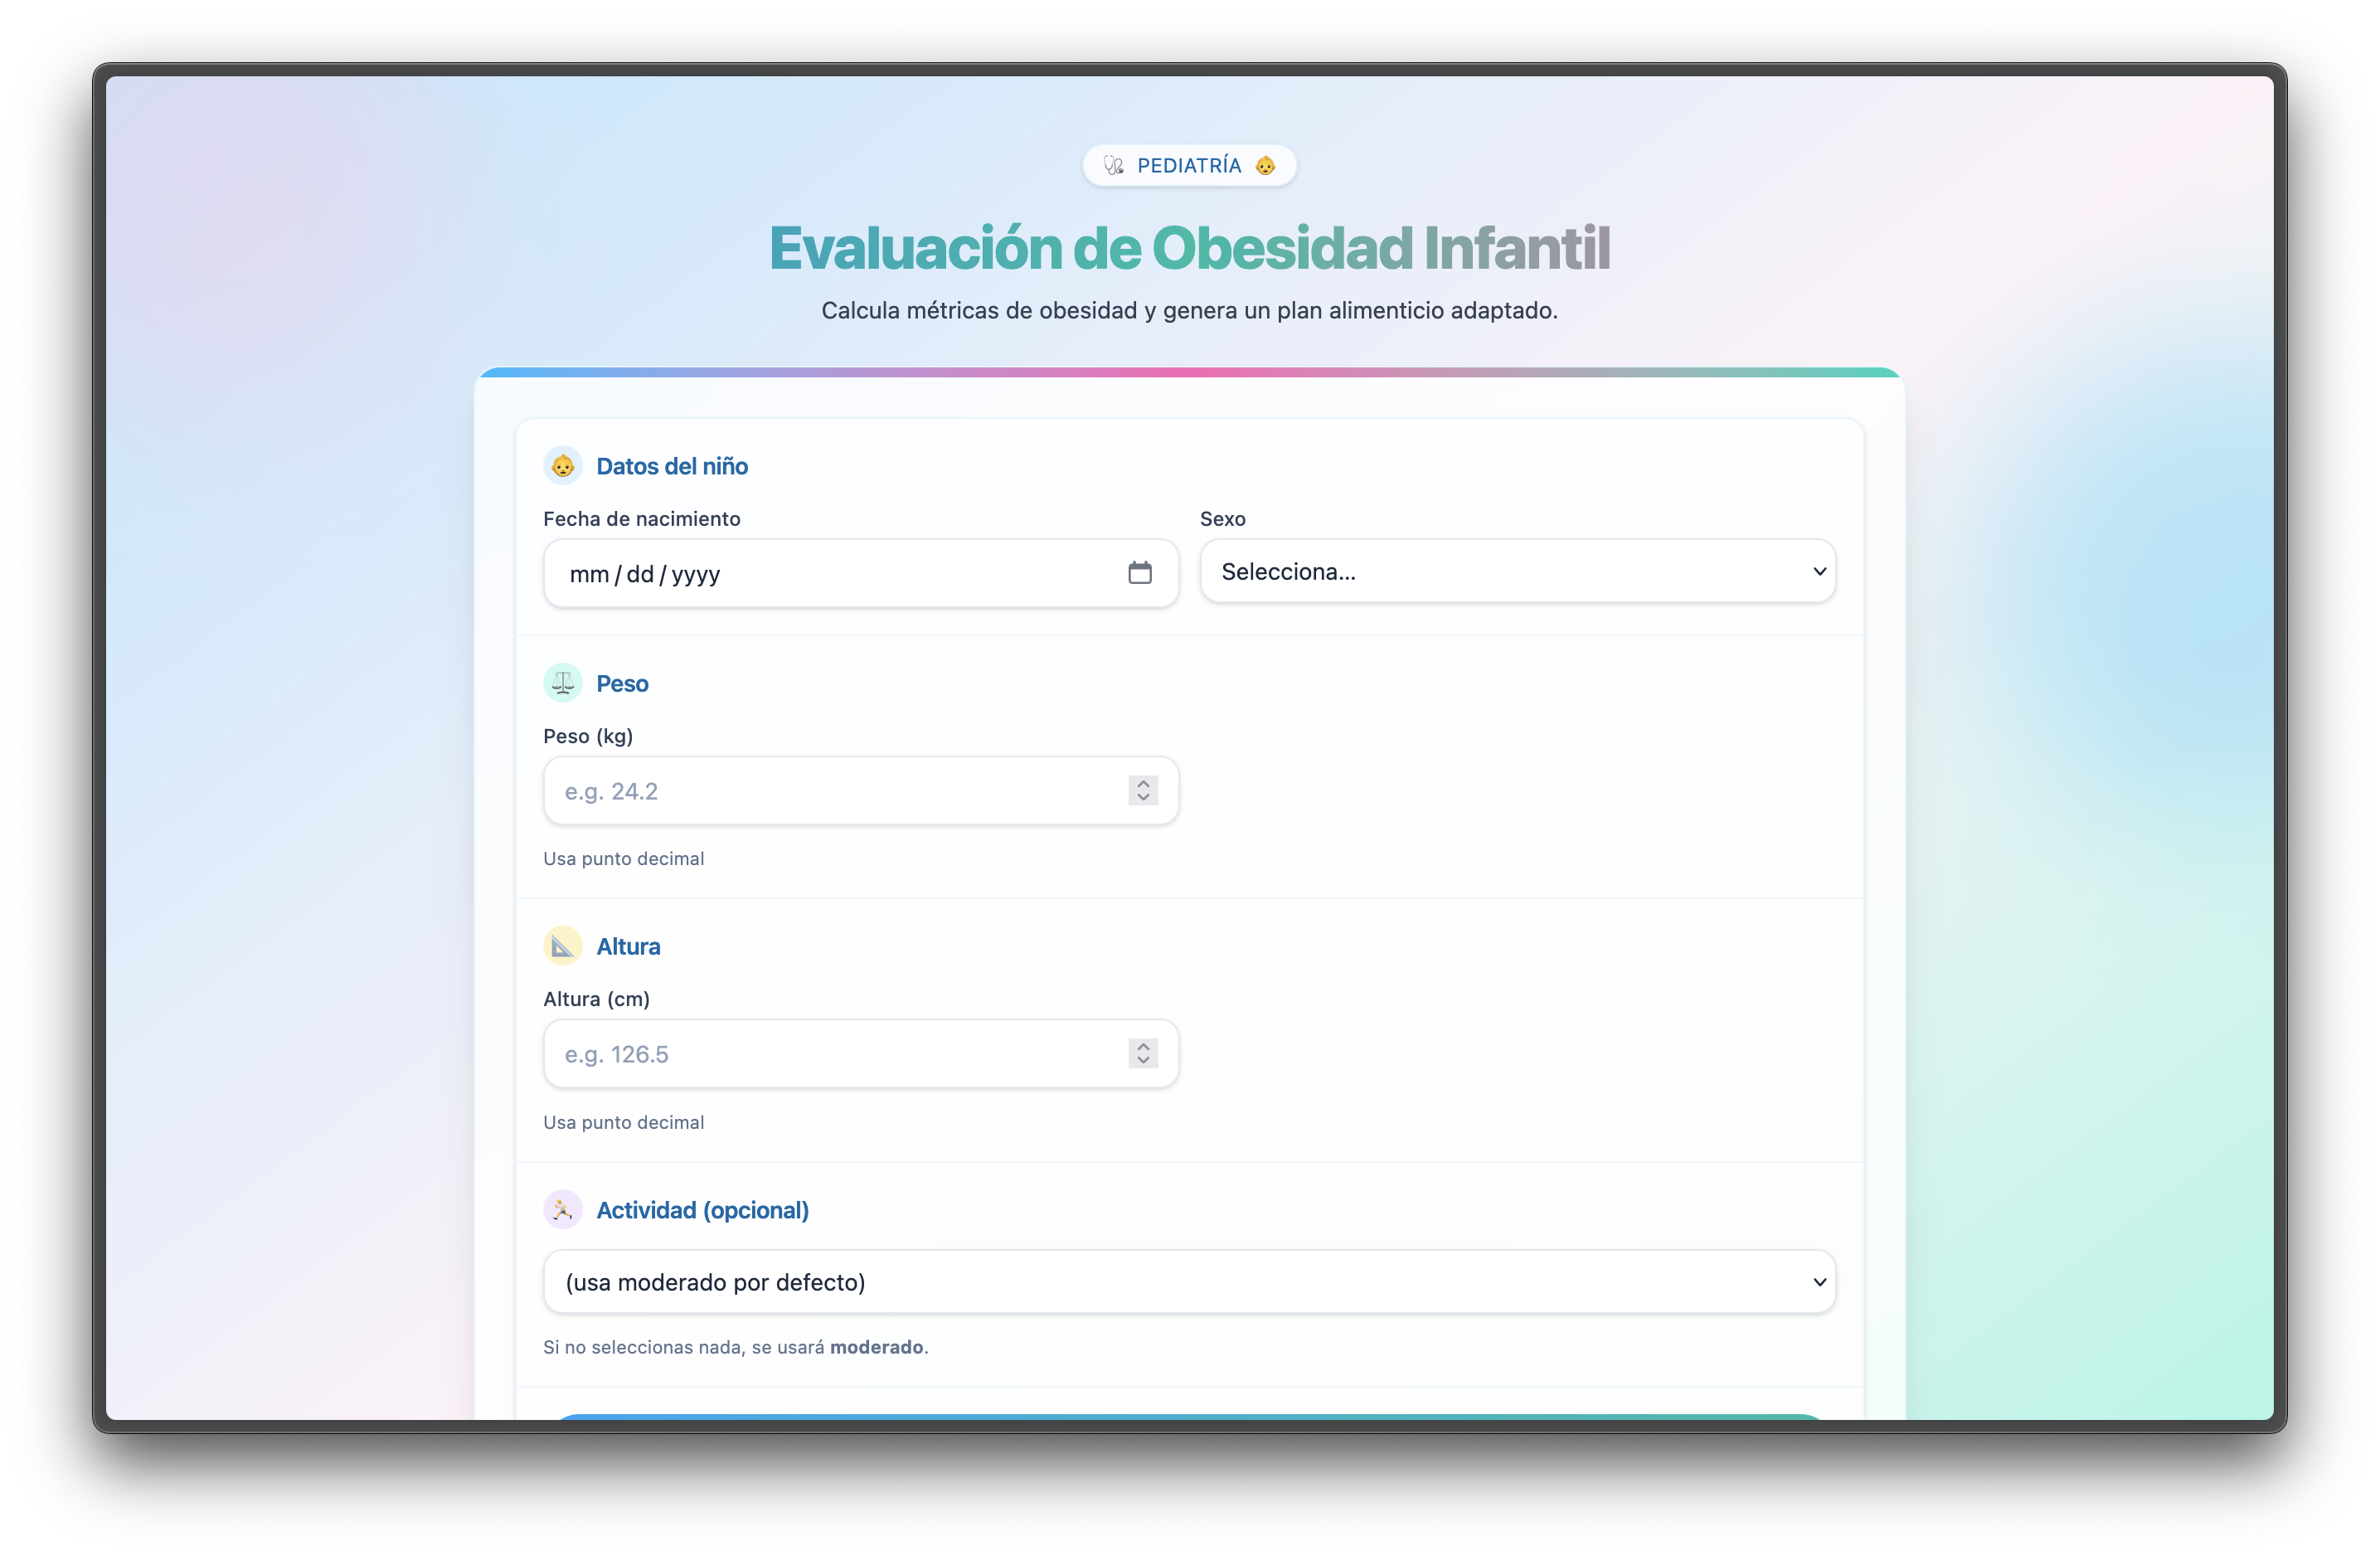 PEDIATRÍA
Evaluación de Obesidad Infantil
Calcula métricas de obesidad y genera un plan alimenticio adaptado.
Datos del niño
Fecha de nacimiento
mm/dd/yyyy
Sexo
Selecciona...
Peso
Peso (kg)
e.g. 24.2
Usa punto decimal
Altura
Altura (cm)
e.g. 126.5
Usa punto decimal
Actividad (opcional)
(usa moderado por defecto)
Si no seleccionas nada, se usará moderado.